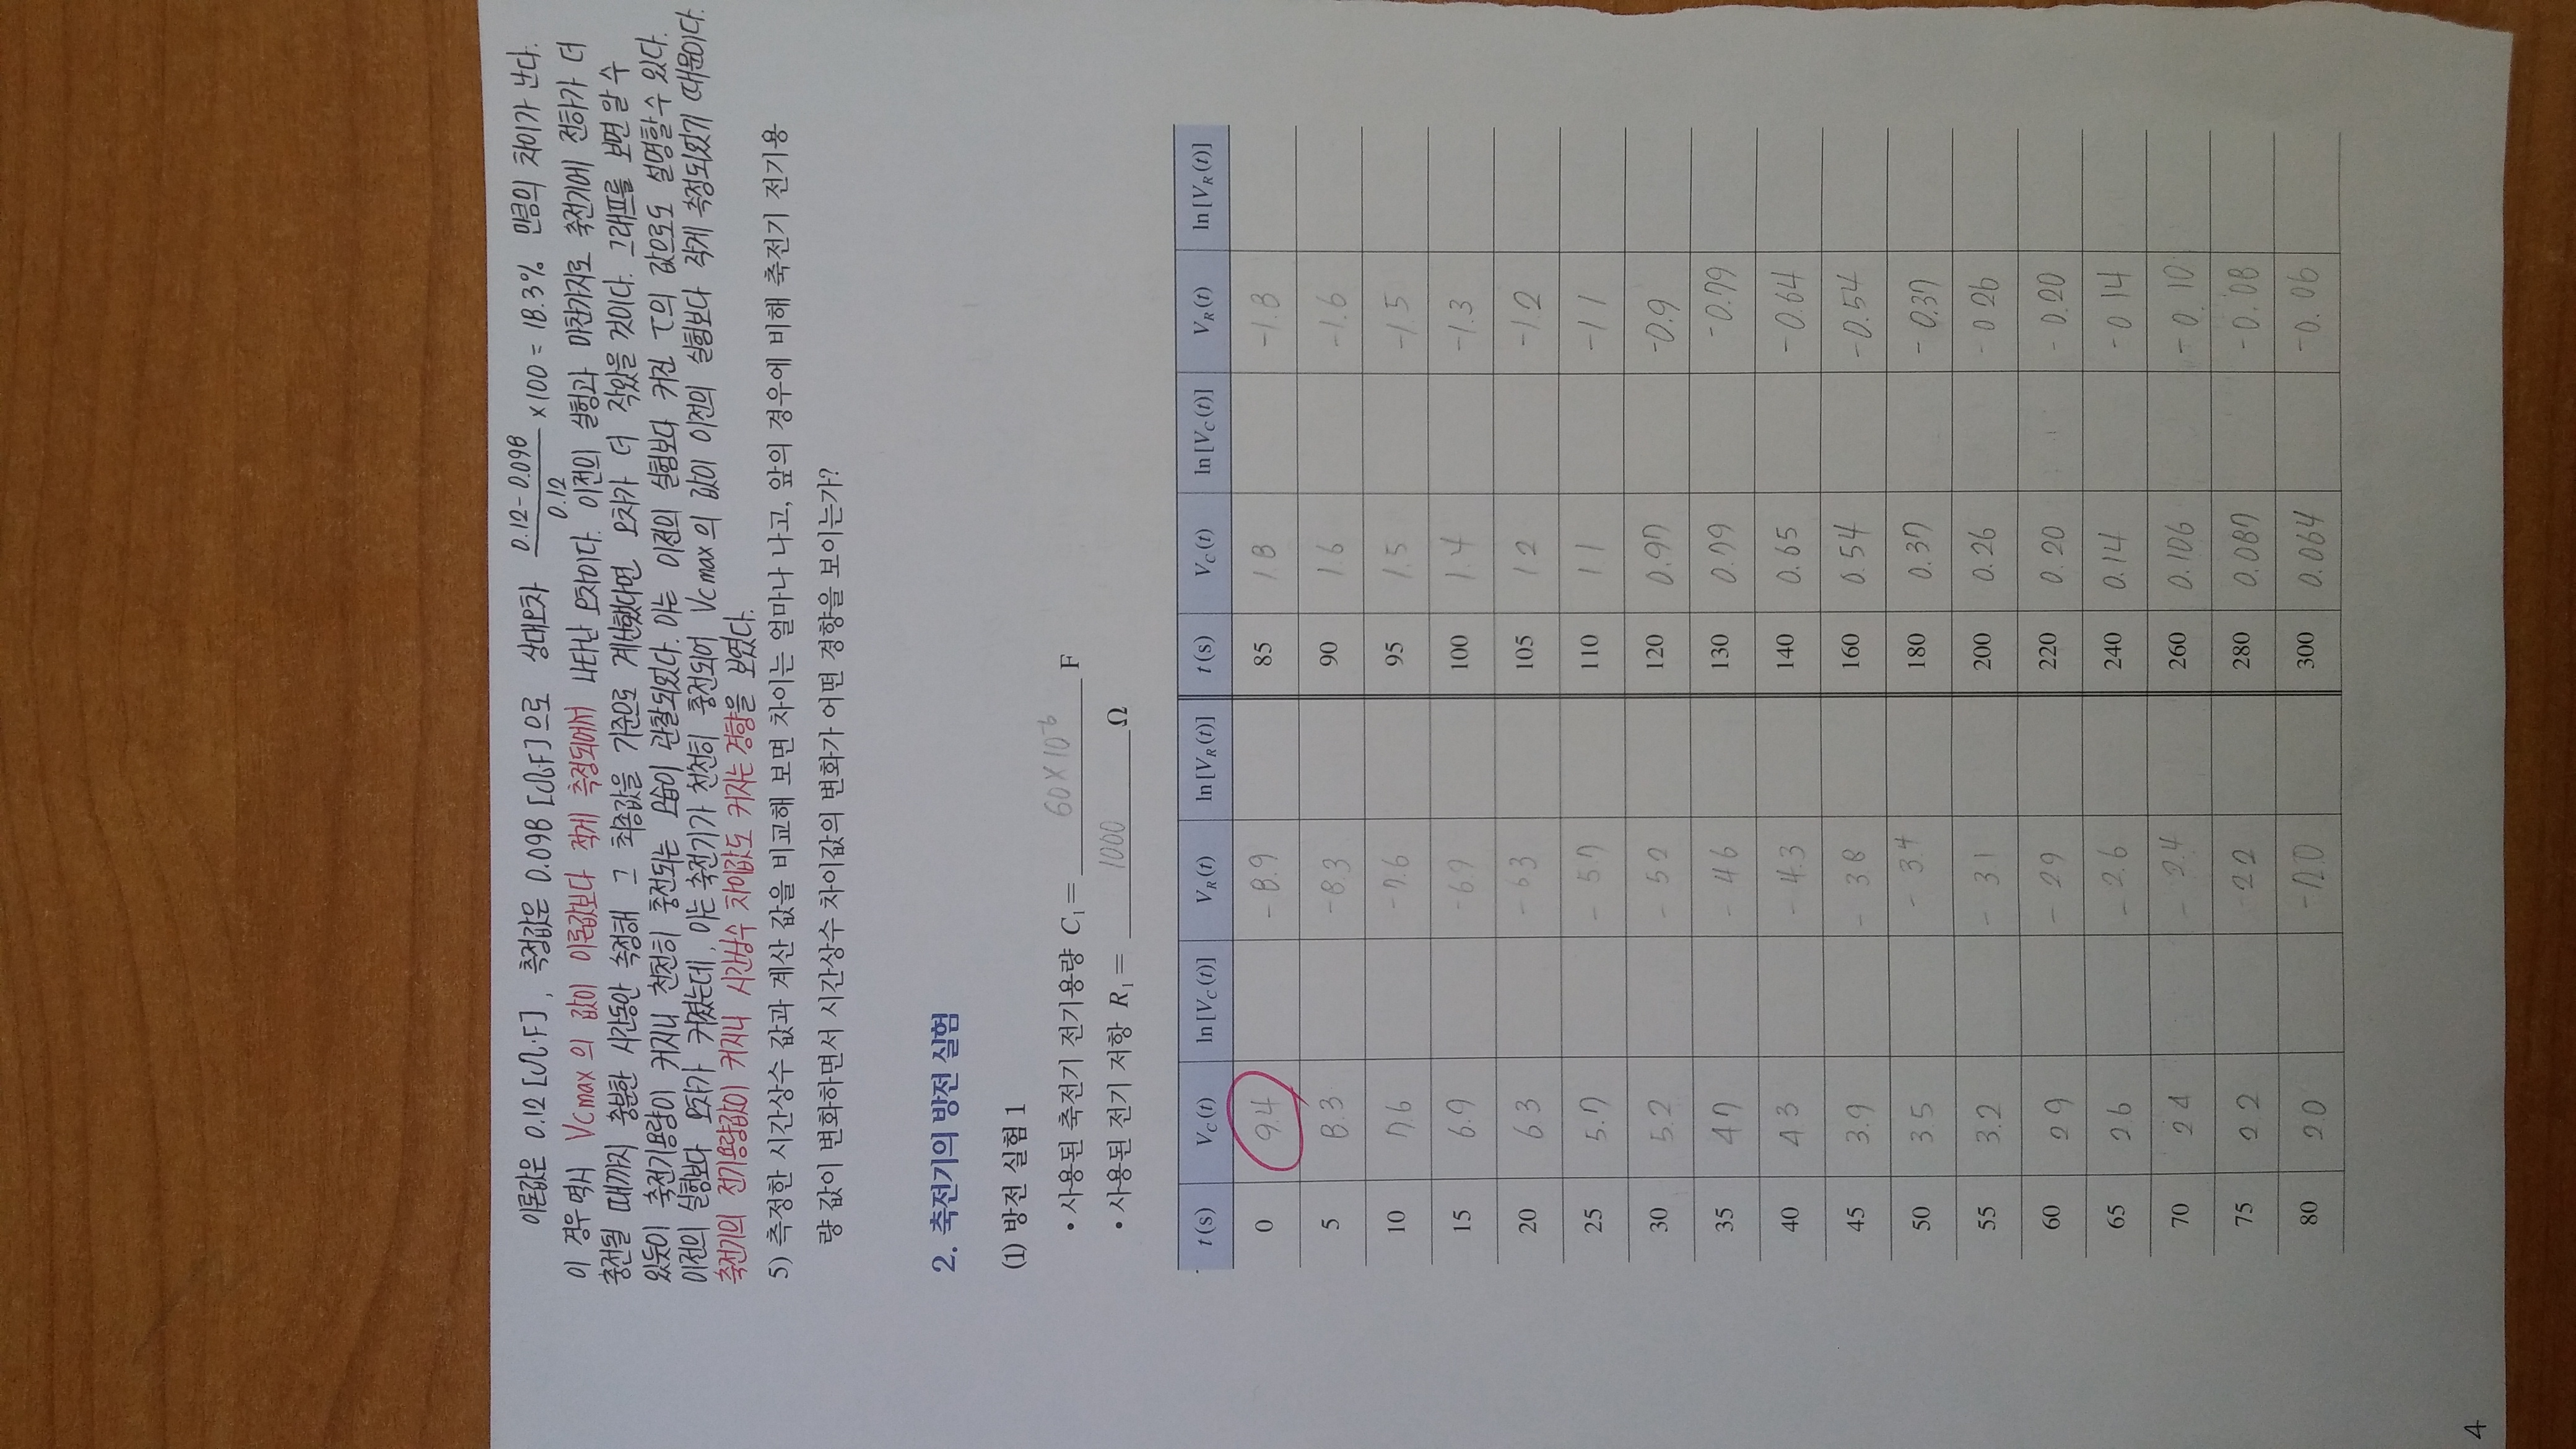 이론값은 0.12 [Ω·F], 측정값은 0.098 [Ω·F]으로 상대오차 (0.12-0.098)/0.12 ×100 = 18.3% 만큼의 차이가 난다.
이 경우 역시 Vcmax의 값이 이론값보다 적게 측정되어서 나타난 오차이다. 이전의 실험과 마찬가지로 축전기에 전하가 더
충전될 때까지 충분한 시간동안 측정해 그 최종값을 기준으로 계산했다면 오차가 더 작았을 것이다. 그래프를 보면 알 수
있듯이 축전기용량이 커지니 천천히 충전되는 모습이 관찰되었다. 이는 이전의 실험보다 커진 τ의 값으로도 설명할 수 있다.
이전의 실험보다 오차가 커졌는데, 이는 축전기가 천천히 충전되어 Vcmax의 값이 이전의 실험보다 작게 측정되었기 때문이다.
축전기의 전기용량값이 커지니 시간상수 차이값도 커지는 경향을 보였다.
5) 측정한 시간상수 값과 계산 값을 비교해 보면 차이는 얼마나 나고, 앞의 경우에 비해 축전기 전기용
량 값이 변화하면서 시간상수 차이값의 변화가 어떤 경향을 보이는가?
2. 축전기의 방전 실험
(1) 방전 실험 1
• 사용된 축전기 전기용량 C₁= 60×10⁻⁶ F
• 사용된 전기 저항 R₁= 1000 Ω
t(s) V_C(t) ln[V_C(t)] V_R(t) ln[V_R(t)] t(s) V_C(t) ln[V_C(t)] V_R(t) ln[V_R(t)]
0 9.4 -8.9 85 1.8 -1.8
5 8.3 -8.3 90 1.6 -1.6
10 7.6 -7.6 95 1.5 -1.5
15 6.9 -6.9 100 1.4 -1.3
20 6.3 -6.3 105 1.2 -1.2
25 5.7 -5.7 110 1.1 -1.1
30 5.2 -5.2 120 0.97 -0.9
35 4.7 -4.6 130 0.79 -0.79
40 4.3 -4.3 140 0.65 -0.64
45 3.9 -3.8 160 0.54 -0.54
50 3.5 -3.4 180 0.37 -0.37
55 3.2 -3.1 200 0.26 -0.26
60 2.9 -2.9 220 0.20 -0.20
65 2.6 -2.6 240 0.14 -0.14
70 2.4 -2.4 260 0.106 -0.10
75 2.2 -2.2 280 0.087 -0.08
80 2.0 -2.0 300 0.064 -0.06
4